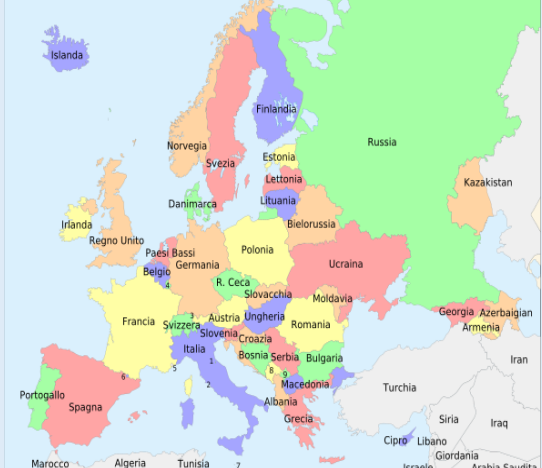 Islanda
Finlandia
Russia
Norvegia
Svezia
Estonia
Lettonia
Kazakistan
Danimarca
Lituania
Irlanda
Bielorussia
Regno Unito
Paesi Bassi
Polonia
Belgio
Germania
Ucraina
4
R. Ceca
Slovacchia
Moldavia
Francia
3
Austria
Ungheria
Svizzera
Romania
Georgia
Azerbaigian
Slovenia
Armenia
Croazia
Italia
1
Bosnia
Serbia
Bulgaria
Iran
5
8
9
6
2
Macedonia
Turchia
Portogallo
Spagna
Albania
Grecia
Siria
Iraq
Cipro
Libano
Giordania
Marocco
Algeria
Tunisia
7
Israele
Arabia Saudita